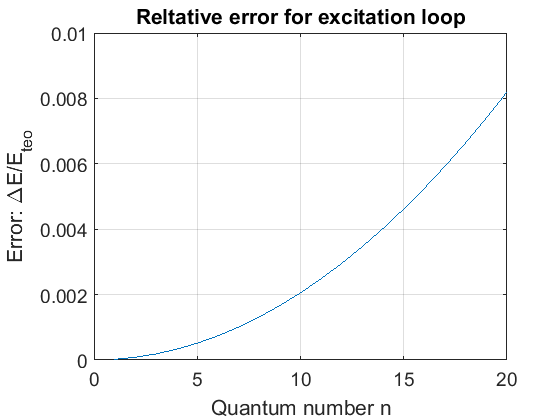 Reltative error for excitation loop
0.01
0.008
0.006
0.004
0.002
0
Error: ΔE/E_teo
0 5 10 15 20
Quantum number n